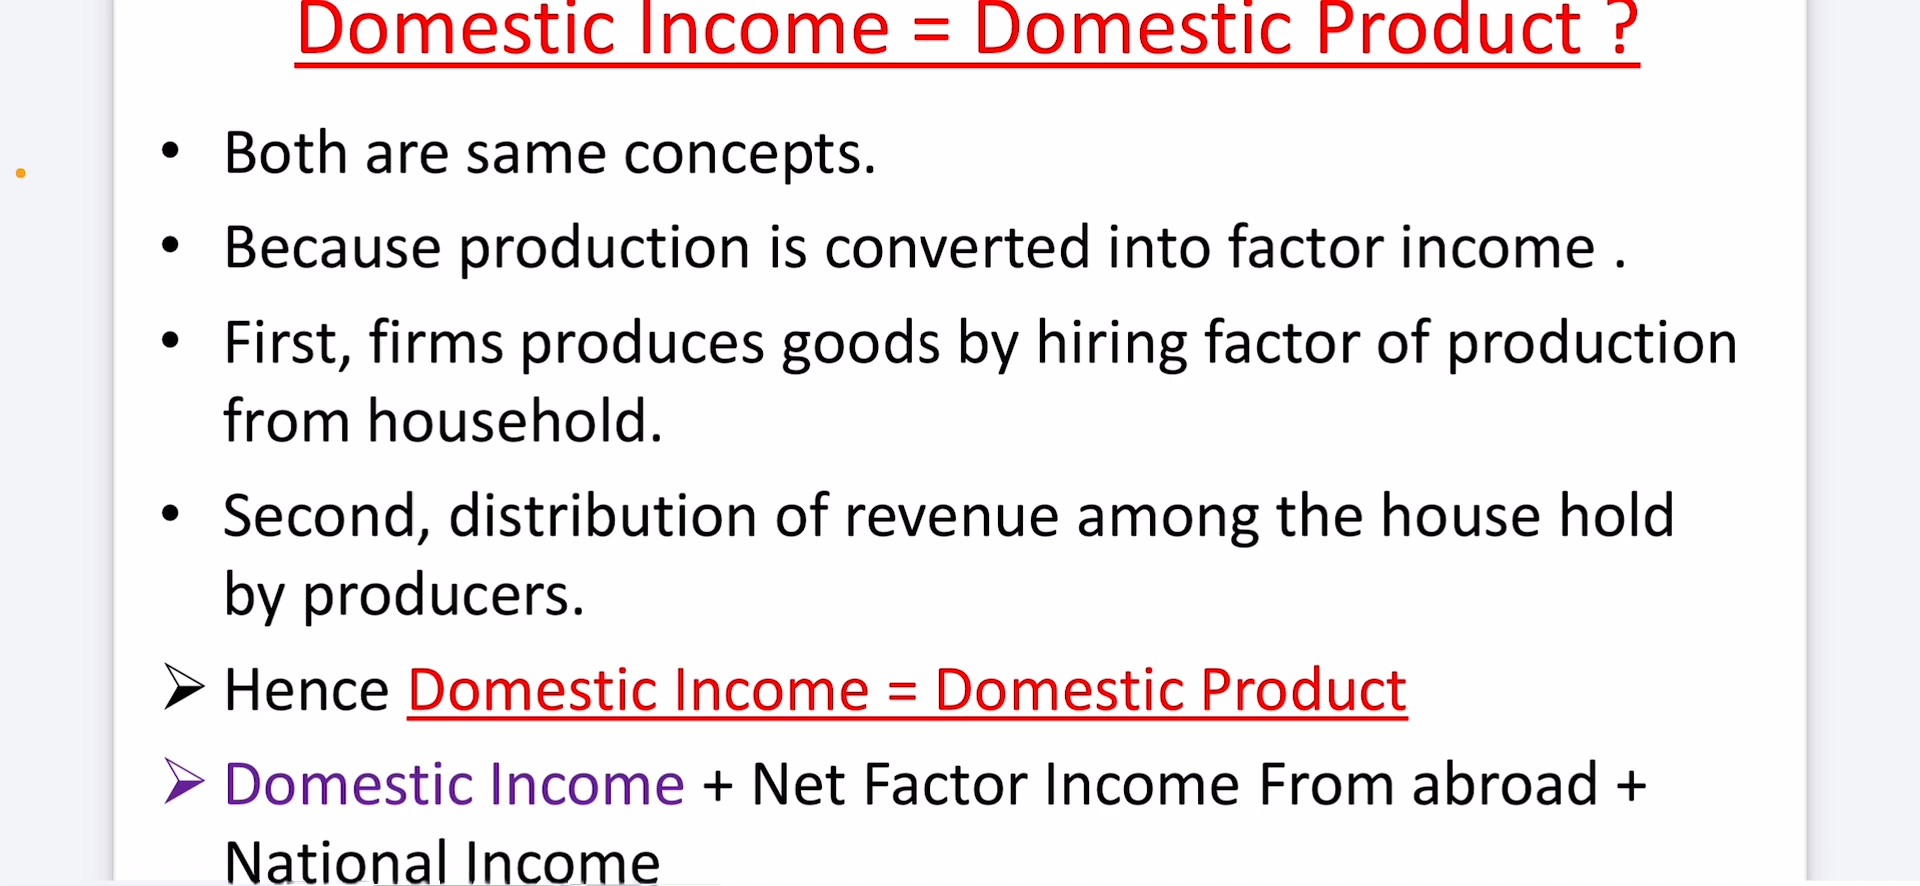 Domestic Income = Domestic Product ?
• Both are same concepts.
• Because production is converted into factor income .
• First, firms produces goods by hiring factor of production
from household.
• Second, distribution of revenue among the house hold
by producers.
➢ Hence Domestic Income = Domestic Product
➢ Domestic Income + Net Factor Income From abroad +
National Income